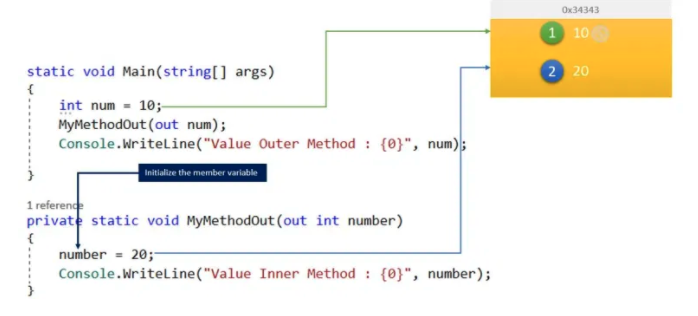 0x34343
1 10
2 20
static void Main(string[] args)
{
int num = 10;
MyMethodOut(out num);
Console.WriteLine("Value Outer Method : {0}", num);
}
Initialize the member variable
1 reference
private static void MyMethodOut(out int number)
{
number = 20;
Console.WriteLine("Value Inner Method : {0}", number);
}